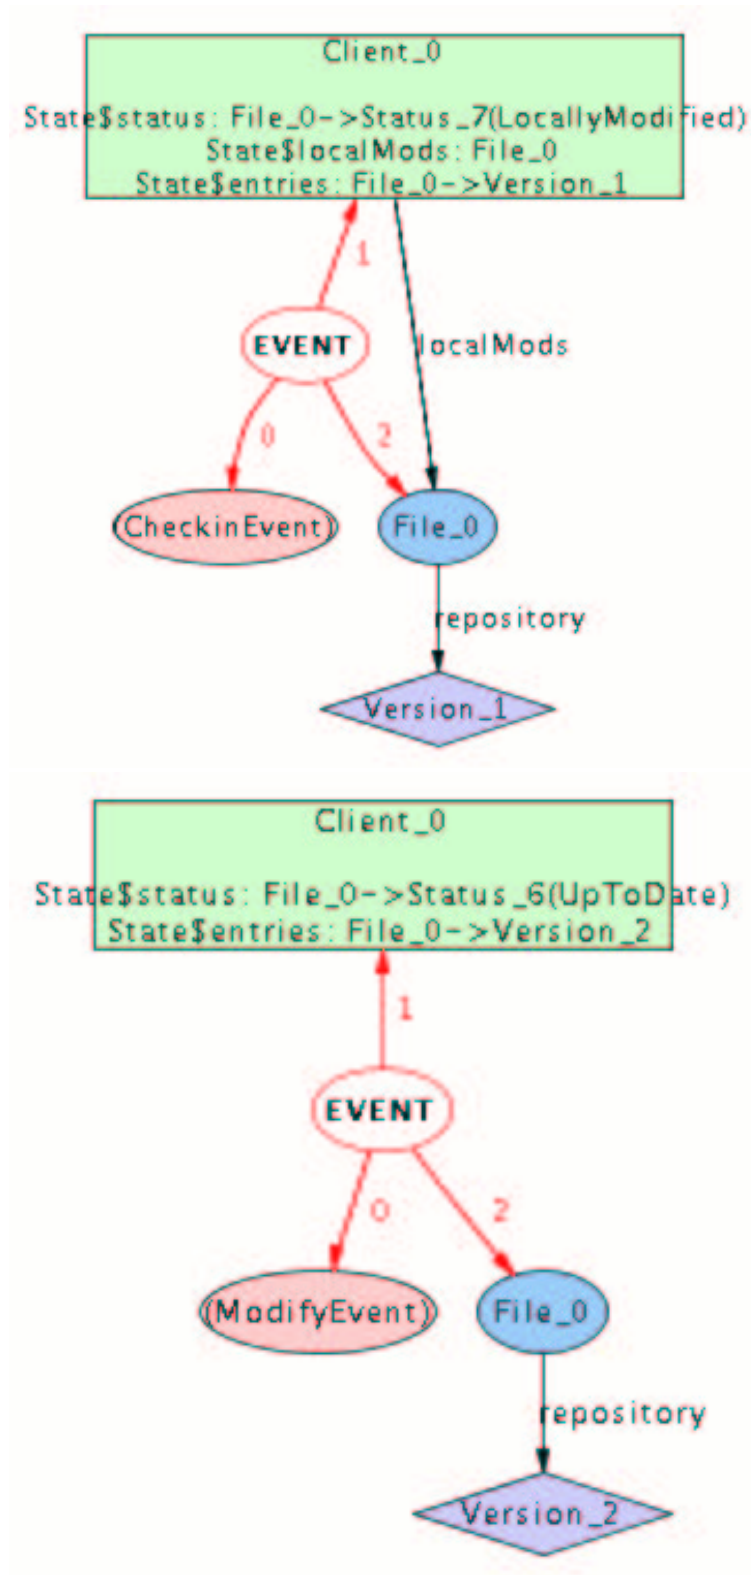 Client_0
State$status: File_0->Status_7(LocallyModified)
State$localMods: File_0
State$entries: File_0->Version_1
1
EVENT
localMods
0
2
(CheckinEvent)
File_0
repository
Version_1
Client_0
State$status: File_0->Status_6(UpToDate)
State$entries: File_0->Version_2
1
EVENT
0
2
(ModifyEvent)
File_0
repository
Version_2